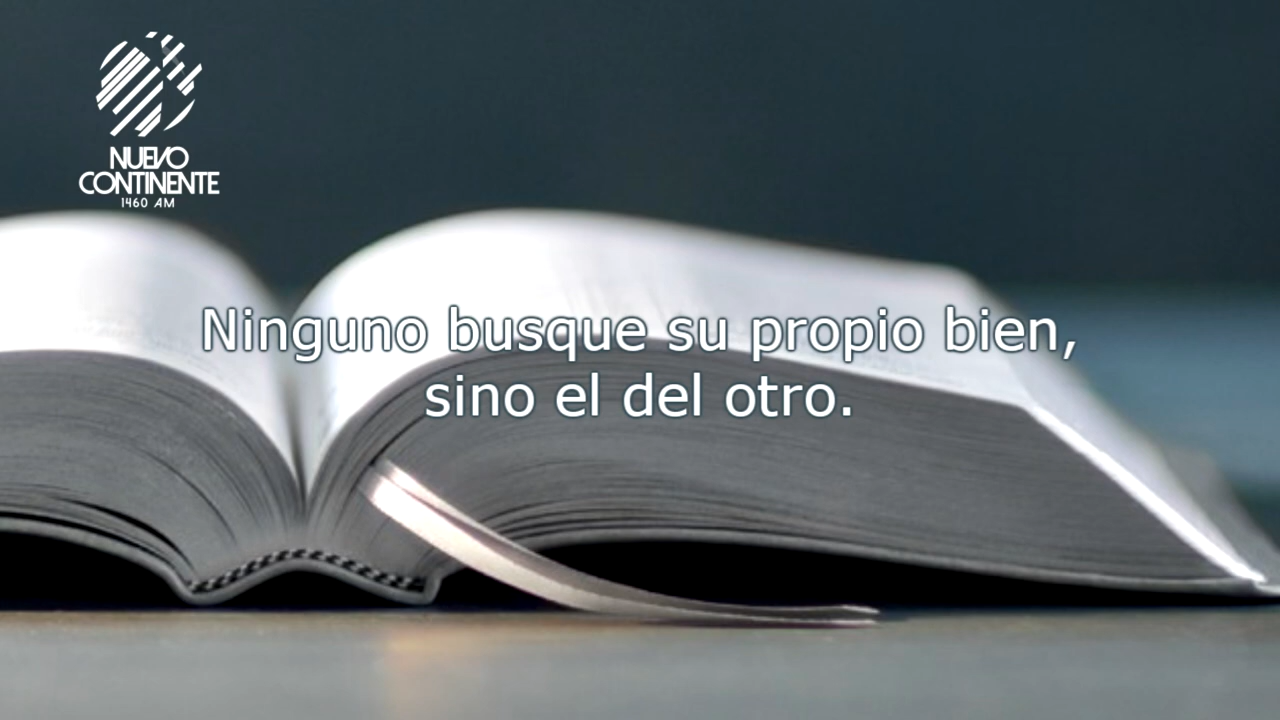 NUEVO
CONTINENTE
1460 AM
Ninguno busque su propio bien,
sino el del otro.